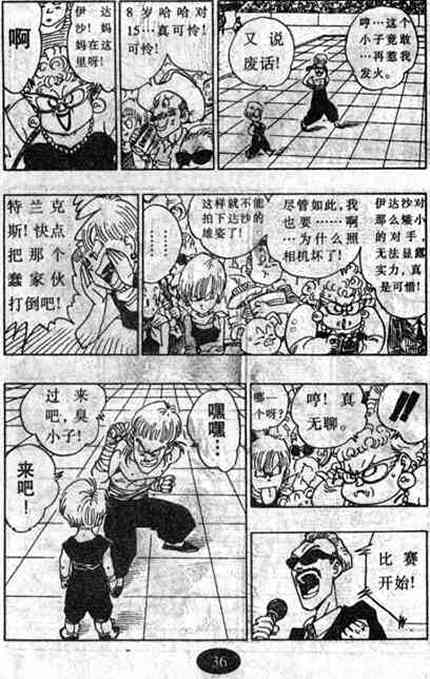 哼…这个
小子竟敢
…再惹我
发火。
又说
废话！
8岁哈哈对
15…真可怜！
可怜！
伊达
沙！妈
妈在这
里呀！
啊
伊达沙对
那么矮小
的对手，
无法显露
实力，真
是可惜！
尽管如此，我
也要……啊
…为什么照
相机坏了！
这样就不能
拍下达沙的
雄姿了！
……
……
特兰克
斯！快点
把那个
蠢家伙
打倒吧！
!!
哼！真
无聊。
哪一
个呀？
比赛
开始！
嘿嘿…
过来
吧，臭
小子！
来吧！
36